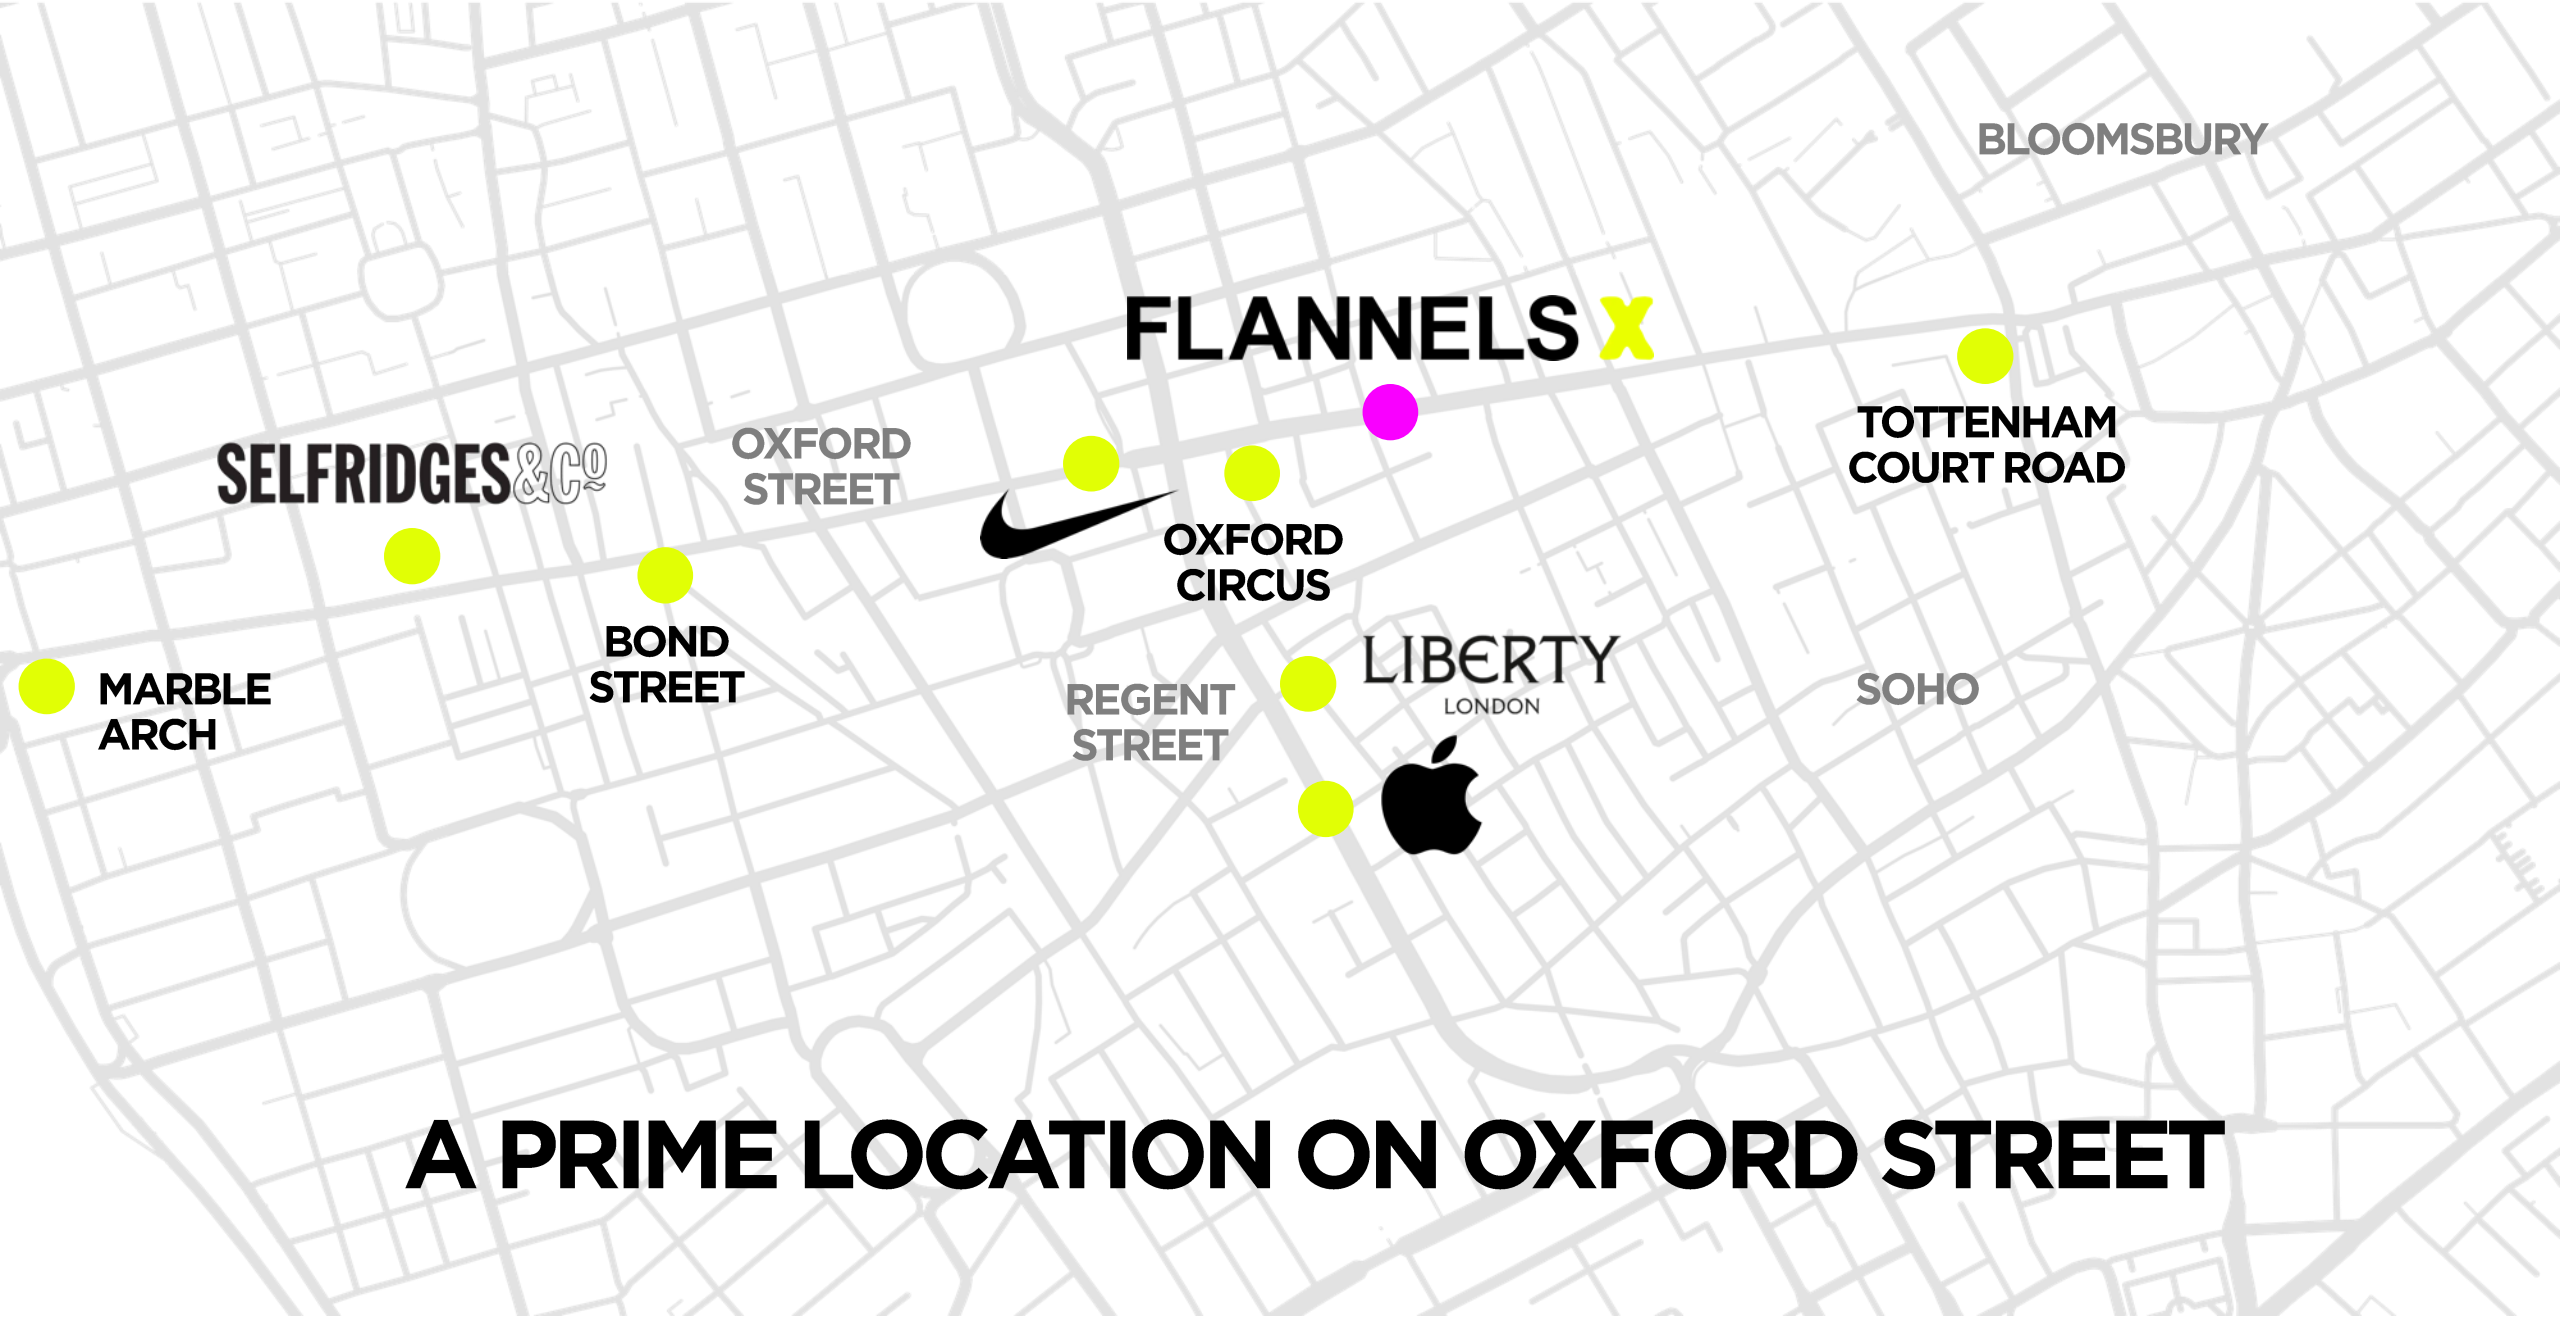 BLOOMSBURY
FLANNELS X
TOTTENHAM
COURT ROAD
SELFRIDGES&Cº
OXFORD
STREET
OXFORD
CIRCUS
BOND
STREET
MARBLE
ARCH
LIBERTY
LONDON
REGENT
STREET
SOHO
A PRIME LOCATION ON OXFORD STREET